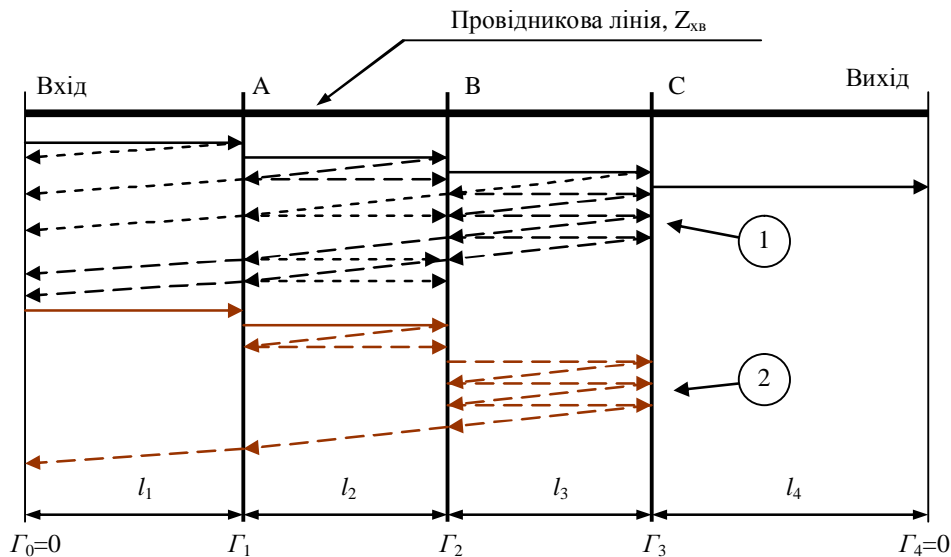 Провідникова лінія, Zхв
Вхід A B C Вихід
1
2
l1 l2 l3 l4
Γ0=0 Γ1 Γ2 Γ3 Γ4=0